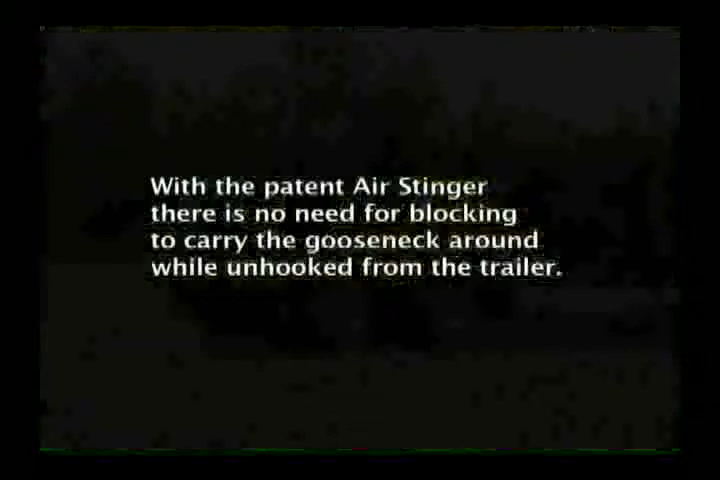 With the patent Air Stinger
there is no need for blocking
to carry the gooseneck around
while unhooked from the trailer.